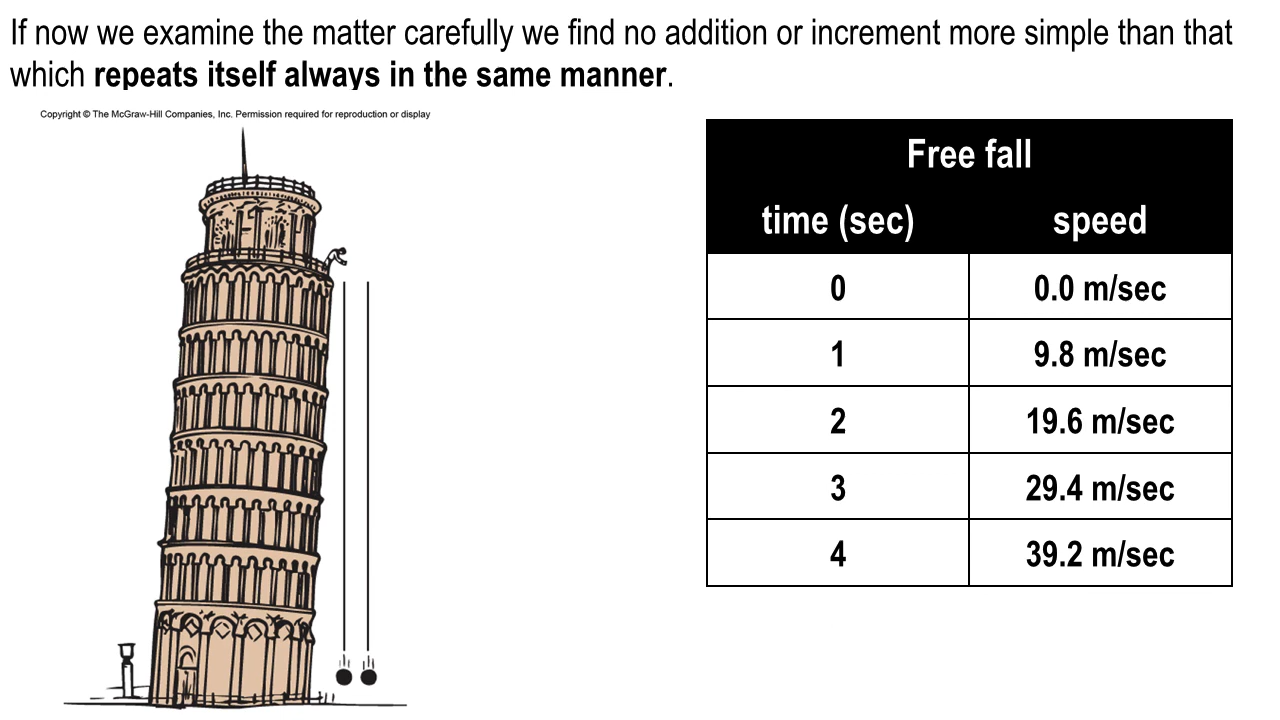 If now we examine the matter carefully we find no addition or increment more simple than that
which repeats itself always in the same manner.
Copyright © The McGraw-Hill Companies, Inc. Permission required for reproduction or display
Free fall
time (sec) speed
0 0.0 m/sec
1 9.8 m/sec
2 19.6 m/sec
3 29.4 m/sec
4 39.2 m/sec